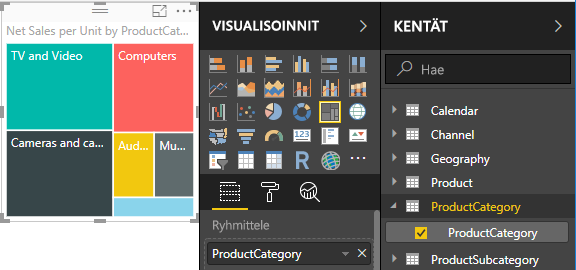 Net Sales per Unit by ProductCat...
TV and Video
Computers
Cameras and ca...
Aud...
Mu...
VISUALISOINNIT
123
R
Ryhmittele
ProductCategory
KENTÄT
Hae
Calendar
Channel
Geography
Product
ProductCategory
ProductCategory
ProductSubcategory